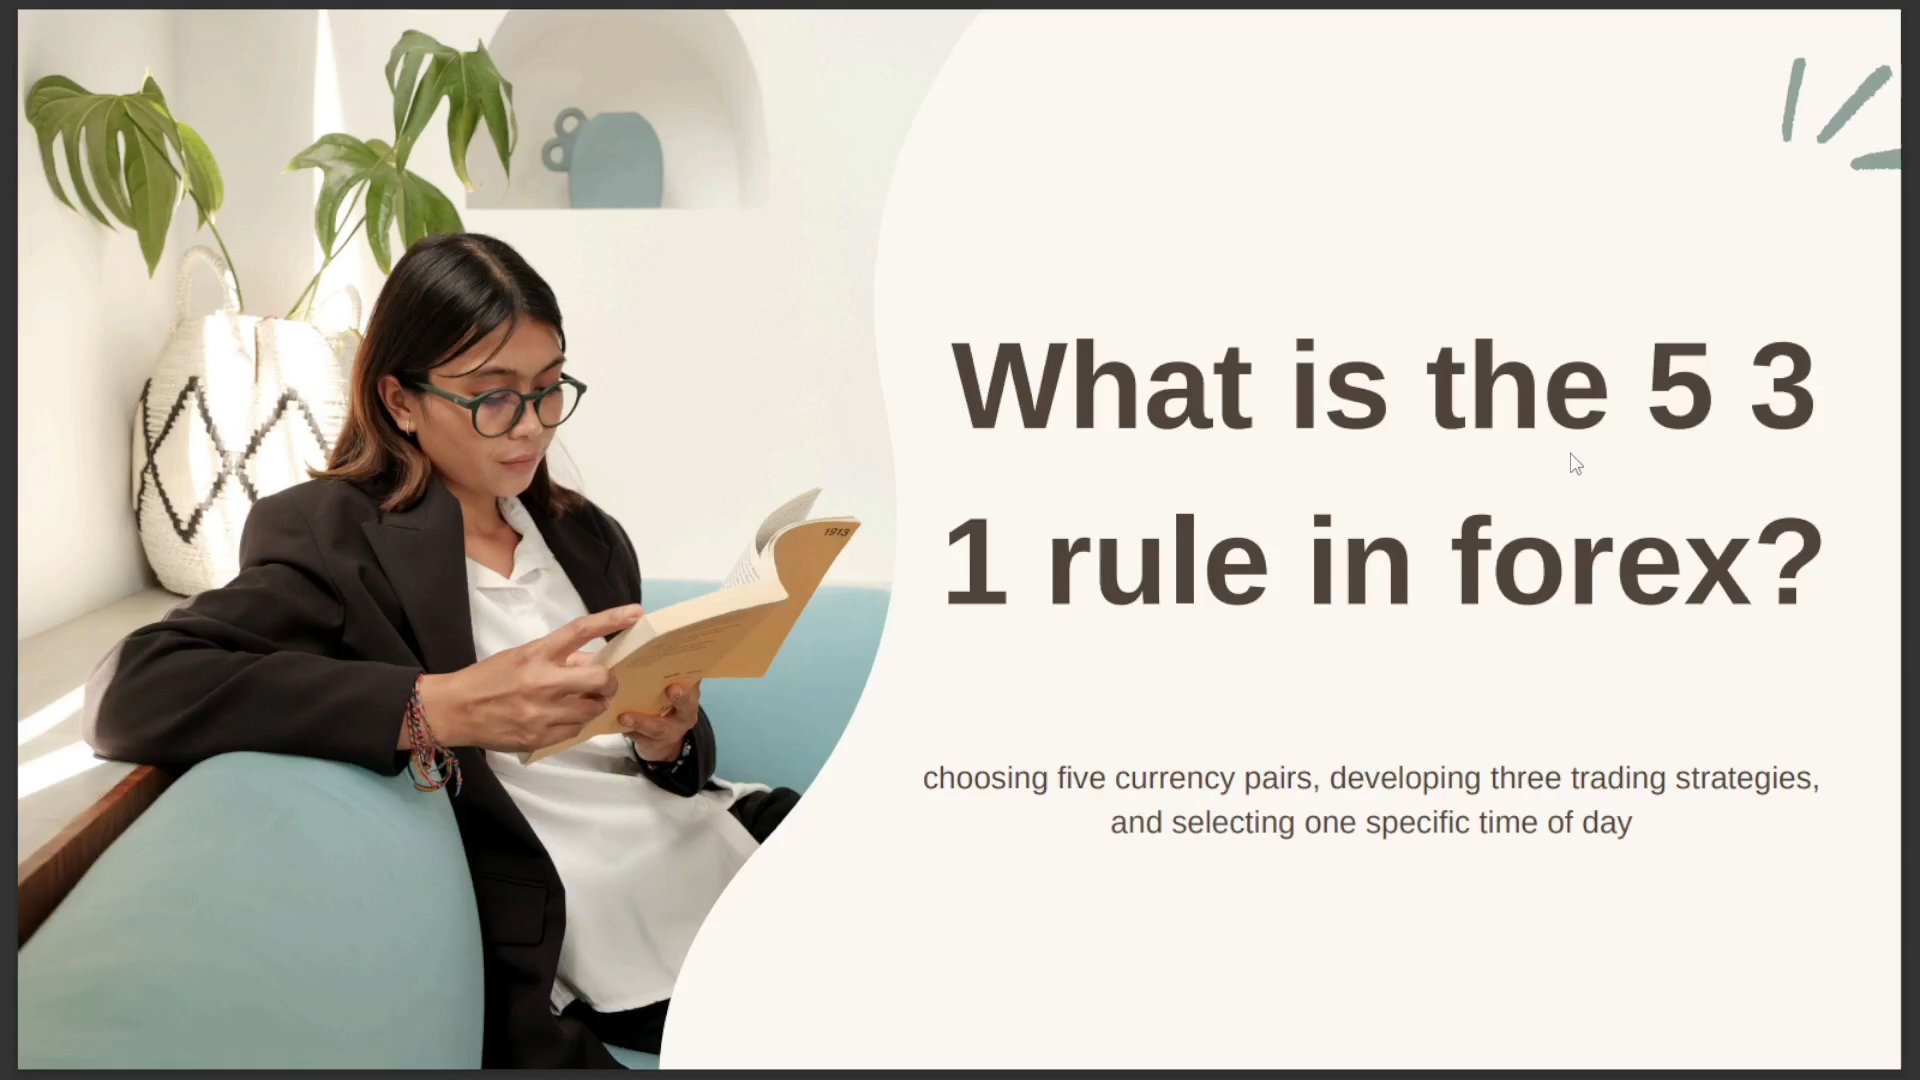 What is the 5 3
1 rule in forex?
choosing five currency pairs, developing three trading strategies,
and selecting one specific time of day
1913